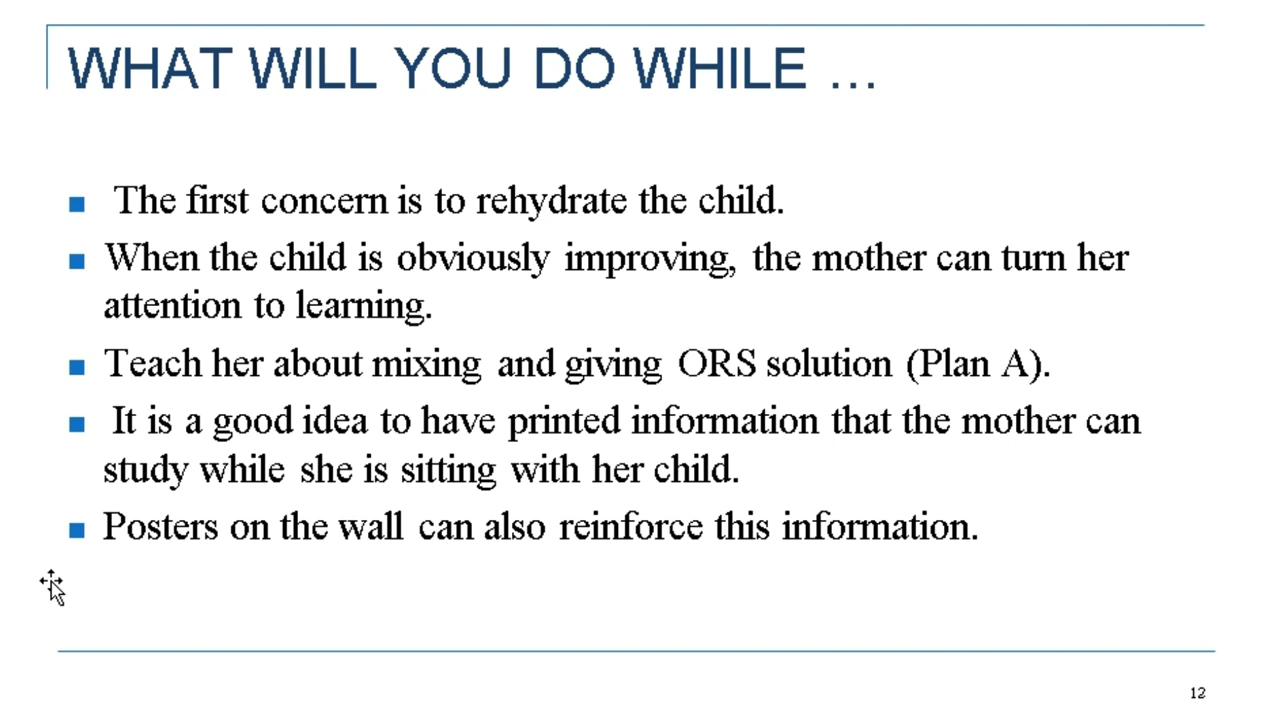 WHAT WILL YOU DO WHILE …
The first concern is to rehydrate the child.
When the child is obviously improving, the mother can turn her
attention to learning.
Teach her about mixing and giving ORS solution (Plan A).
It is a good idea to have printed information that the mother can
study while she is sitting with her child.
Posters on the wall can also reinforce this information.
12